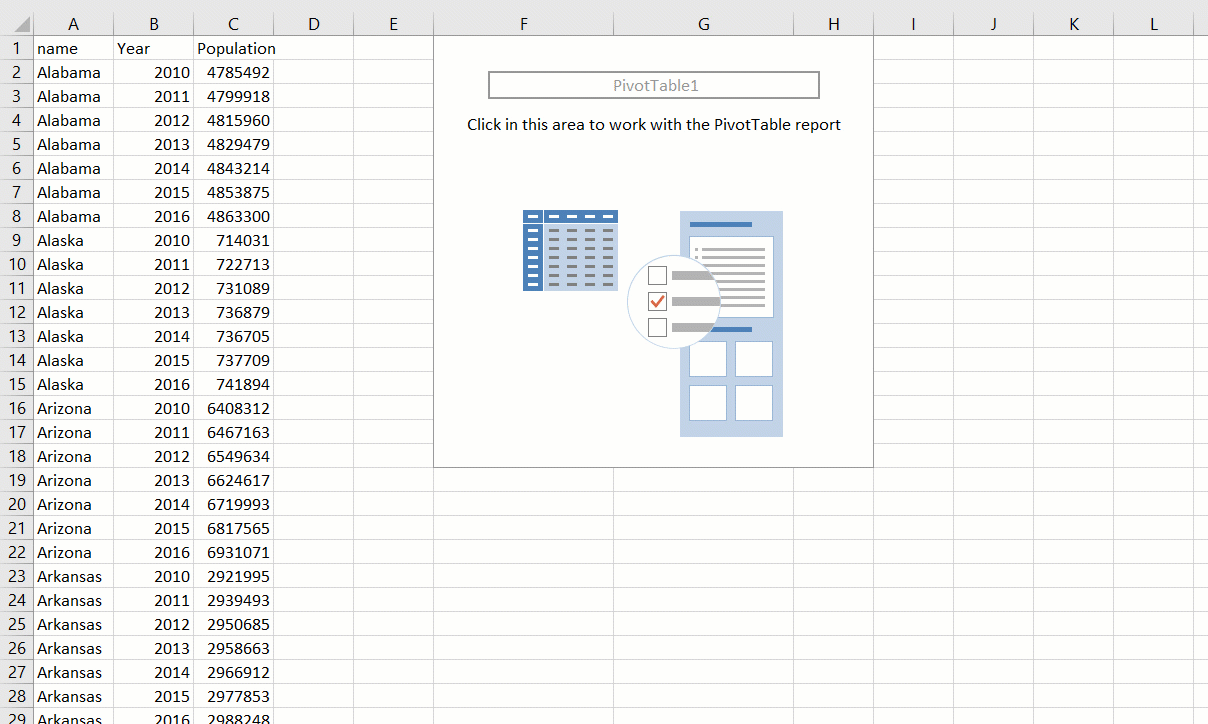 A B C D E F G H I J K L
1 name Year Population
PivotTable1
2 Alabama 2010 4785492
3 Alabama 2011 4799918
4 Alabama 2012 4815960
Click in this area to work with the PivotTable report
5 Alabama 2013 4829479
6 Alabama 2014 4843214
7 Alabama 2015 4853875
8 Alabama 2016 4863300
9 Alaska 2010 714031
10 Alaska 2011 722713
11 Alaska 2012 731089
12 Alaska 2013 736879
13 Alaska 2014 736705
14 Alaska 2015 737709
15 Alaska 2016 741894
16 Arizona 2010 6408312
17 Arizona 2011 6467163
18 Arizona 2012 6549634
19 Arizona 2013 6624617
20 Arizona 2014 6719993
21 Arizona 2015 6817565
22 Arizona 2016 6931071
23 Arkansas 2010 2921995
24 Arkansas 2011 2939493
25 Arkansas 2012 2950685
26 Arkansas 2013 2958663
27 Arkansas 2014 2966912
28 Arkansas 2015 2977853
29 Arkansas 2016 2988248